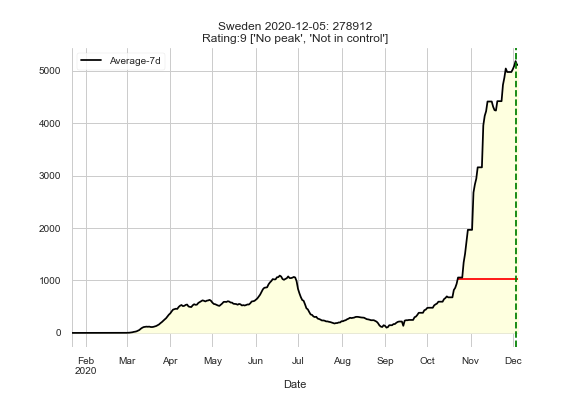 Sweden 2020-12-05: 278912
Rating:9 ['No peak', 'Not in control']
Average-7d
5000
4000
3000
2000
1000
0
Feb Mar Apr May Jun Jul Aug Sep Oct Nov Dec
2020
Date